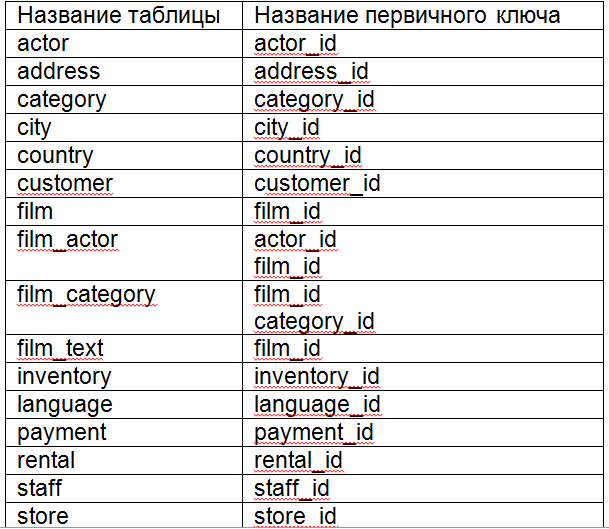 Название таблицы Название первичного ключа
actor actor_id
address address_id
category category_id
city city_id
country country_id
customer customer_id
film film_id
film_actor actor_id
film_id
film_category film_id
category_id
film_text film_id
inventory inventory_id
language language_id
payment payment_id
rental rental_id
staff staff_id
store store_id